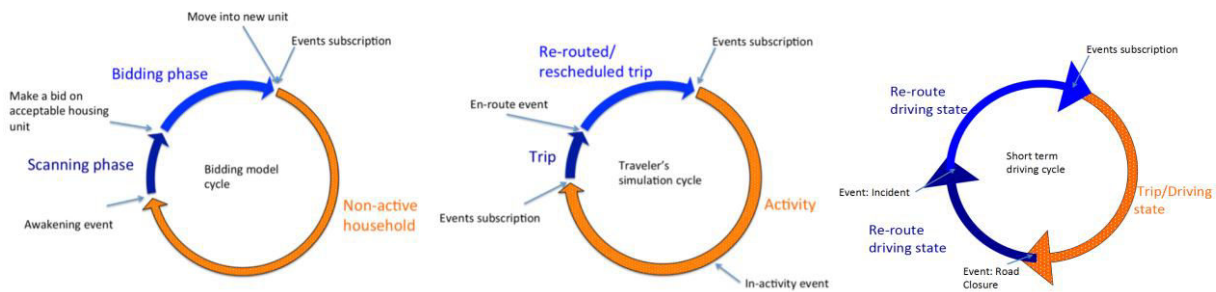 Move into new unit
Events subscription
Bidding phase
Make a bid on
acceptable housing
unit
Scanning phase
Bidding model
cycle
Awakening event
Non-active
household
Re-routed/
rescheduled trip
Events subscription
En-route event
Trip
Traveler's
simulation cycle
Events subscription
Activity
In-activity event
Events subscription
Re-route
driving state
Short term
driving cycle
Event: Incident
Trip/Driving
state
Re-route
driving state
Event: Road
Closure